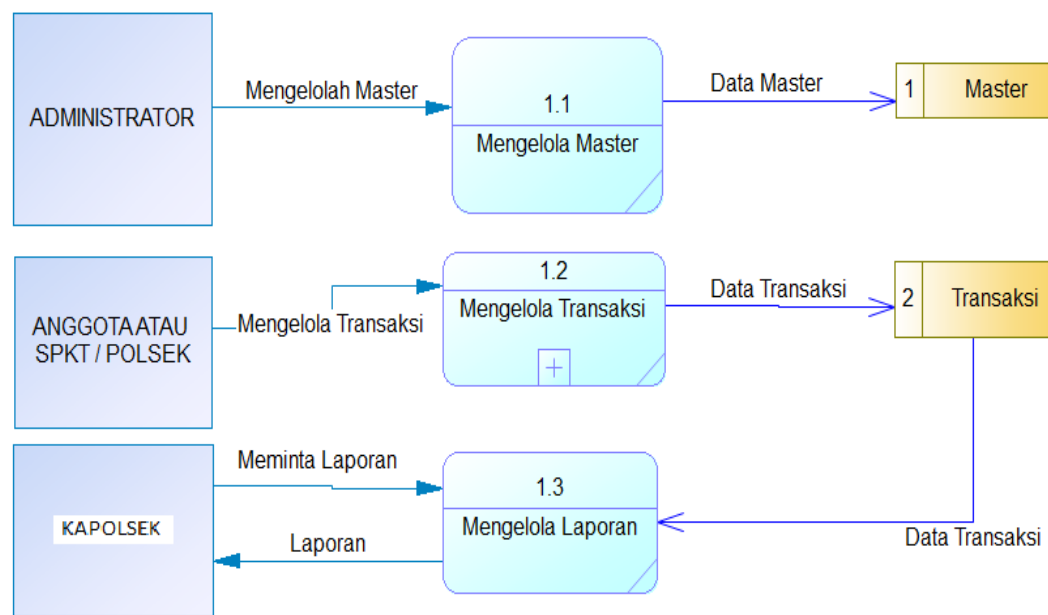 ADMINISTRATOR
Mengelolah Master
1.1
Mengelola Master
Data Master
1
Master
ANGGOTA ATAU
SPKT / POLSEK
Mengelola Transaksi
1.2
Mengelola Transaksi
Data Transaksi
2
Transaksi
KAPOLSEK
Meminta Laporan
Laporan
1.3
Mengelola Laporan
Data Transaksi